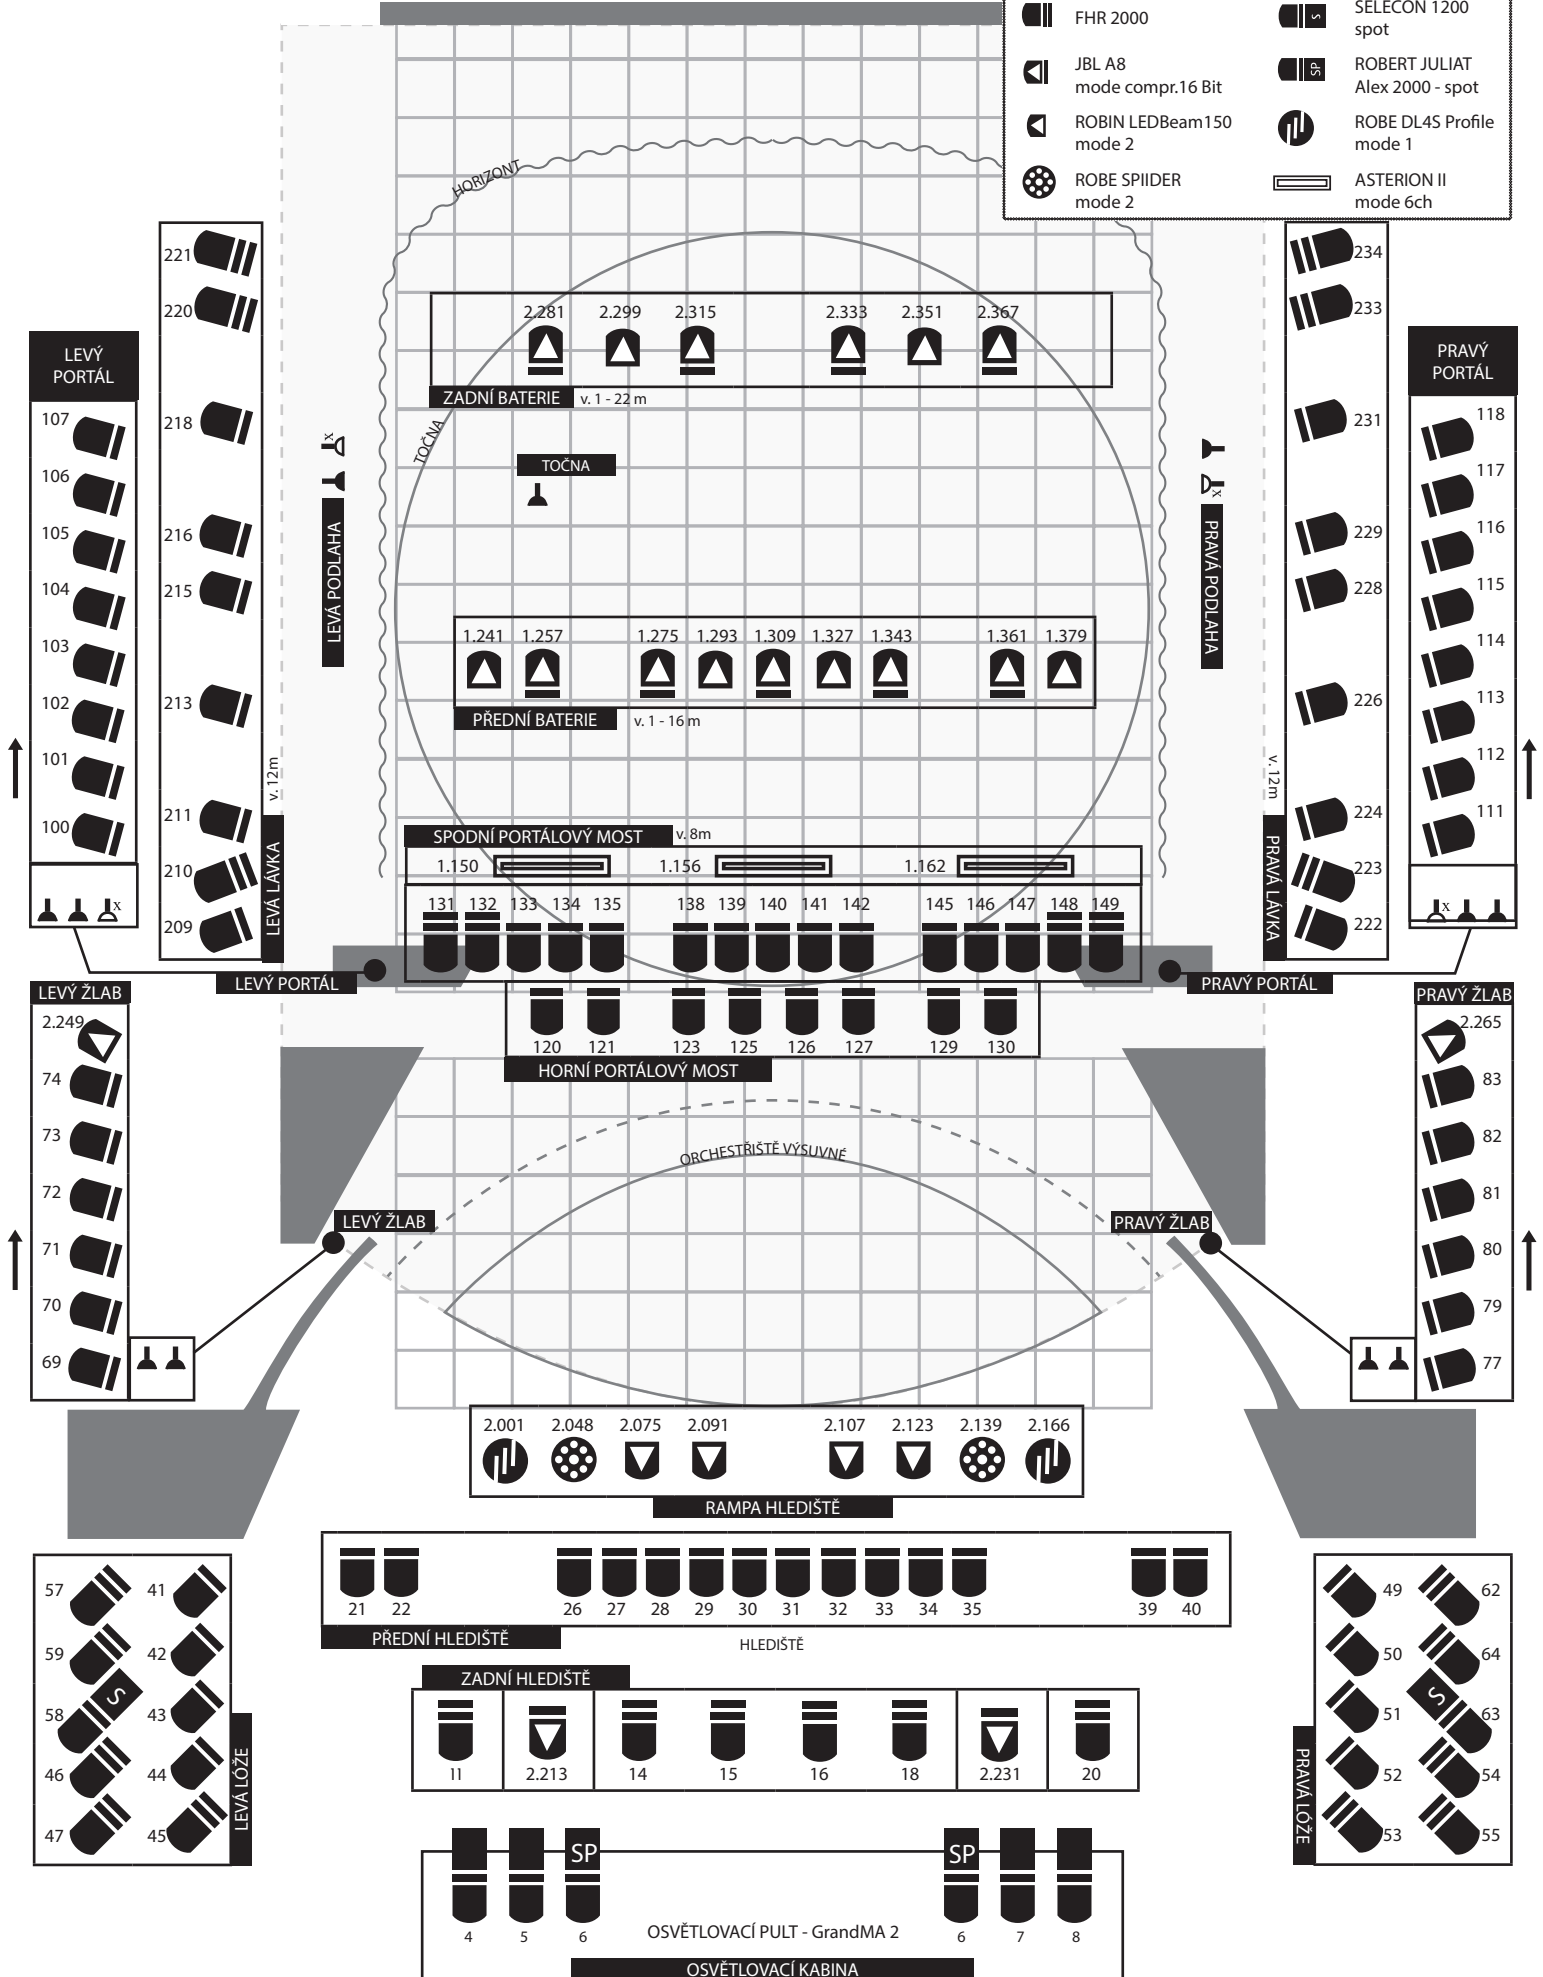 FHR 2000
SELECON 1200
spot
JBL A8
mode compr.16 Bit
ROBERT JULIAT
Alex 2000 - spot
ROBIN LEDBeam150
mode 2
ROBE DL4S Profile
mode 1
ROBE SPIIDER
mode 2
ASTERION II
mode 6ch
S
SP
HORIZONT
221
220
218
216
215
213
211
210
209
v. 12m
LEVÁ LÁVKA
234
233
231
229
228
226
224
223
222
v. 12m
PRAVÁ LÁVKA
LEVÝ
PORTÁL
107
106
105
104
103
102
101
100
x
PRAVÝ
PORTÁL
118
117
116
115
114
113
112
111
x
2.281 2.299 2.315 2.333 2.351 2.367
ZADNÍ BATERIE v. 1 - 22 m
TOČNA
TOČNA
x
LEVÁ PODLAHA
x
PRAVÁ PODLAHA
1.241 1.257 1.275 1.293 1.309 1.327 1.343 1.361 1.379
PŘEDNÍ BATERIE v. 1 - 16 m
SPODNÍ PORTÁLOVÝ MOST v. 8m
1.150 1.156 1.162
131 132 133 134 135 138 139 140 141 142 145 146 147 148 149
LEVÝ PORTÁL
PRAVÝ PORTÁL
120 121 123 125 126 127 129 130
HORNÍ PORTÁLOVÝ MOST
LEVÝ ŽLAB
2.249
74
73
72
71
70
69
PRAVÝ ŽLAB
2.265
83
82
81
80
79
77
ORCHESTŘIŠTĚ VÝSUVNÉ
LEVÝ ŽLAB
PRAVÝ ŽLAB
2.001 2.048 2.075 2.091 2.107 2.123 2.139 2.166
RAMPA HLEDIŠTĚ
21 22 26 27 28 29 30 31 32 33 34 35 39 40
PŘEDNÍ HLEDIŠTĚ
HLEDIŠTĚ
57 41
59 42
S
58 43
46 44
47 45
LEVÁ LÓŽE
49 62
50 64
S
51 63
52 54
53 55
PRAVÁ LÓŽE
ZADNÍ HLEDIŠTĚ
11 2.213 14 15 16 18 2.231 20
SP SP
4 5 6 6 7 8
OSVĚTLOVACÍ PULT - GrandMA 2
OSVĚTLOVACÍ KABINA